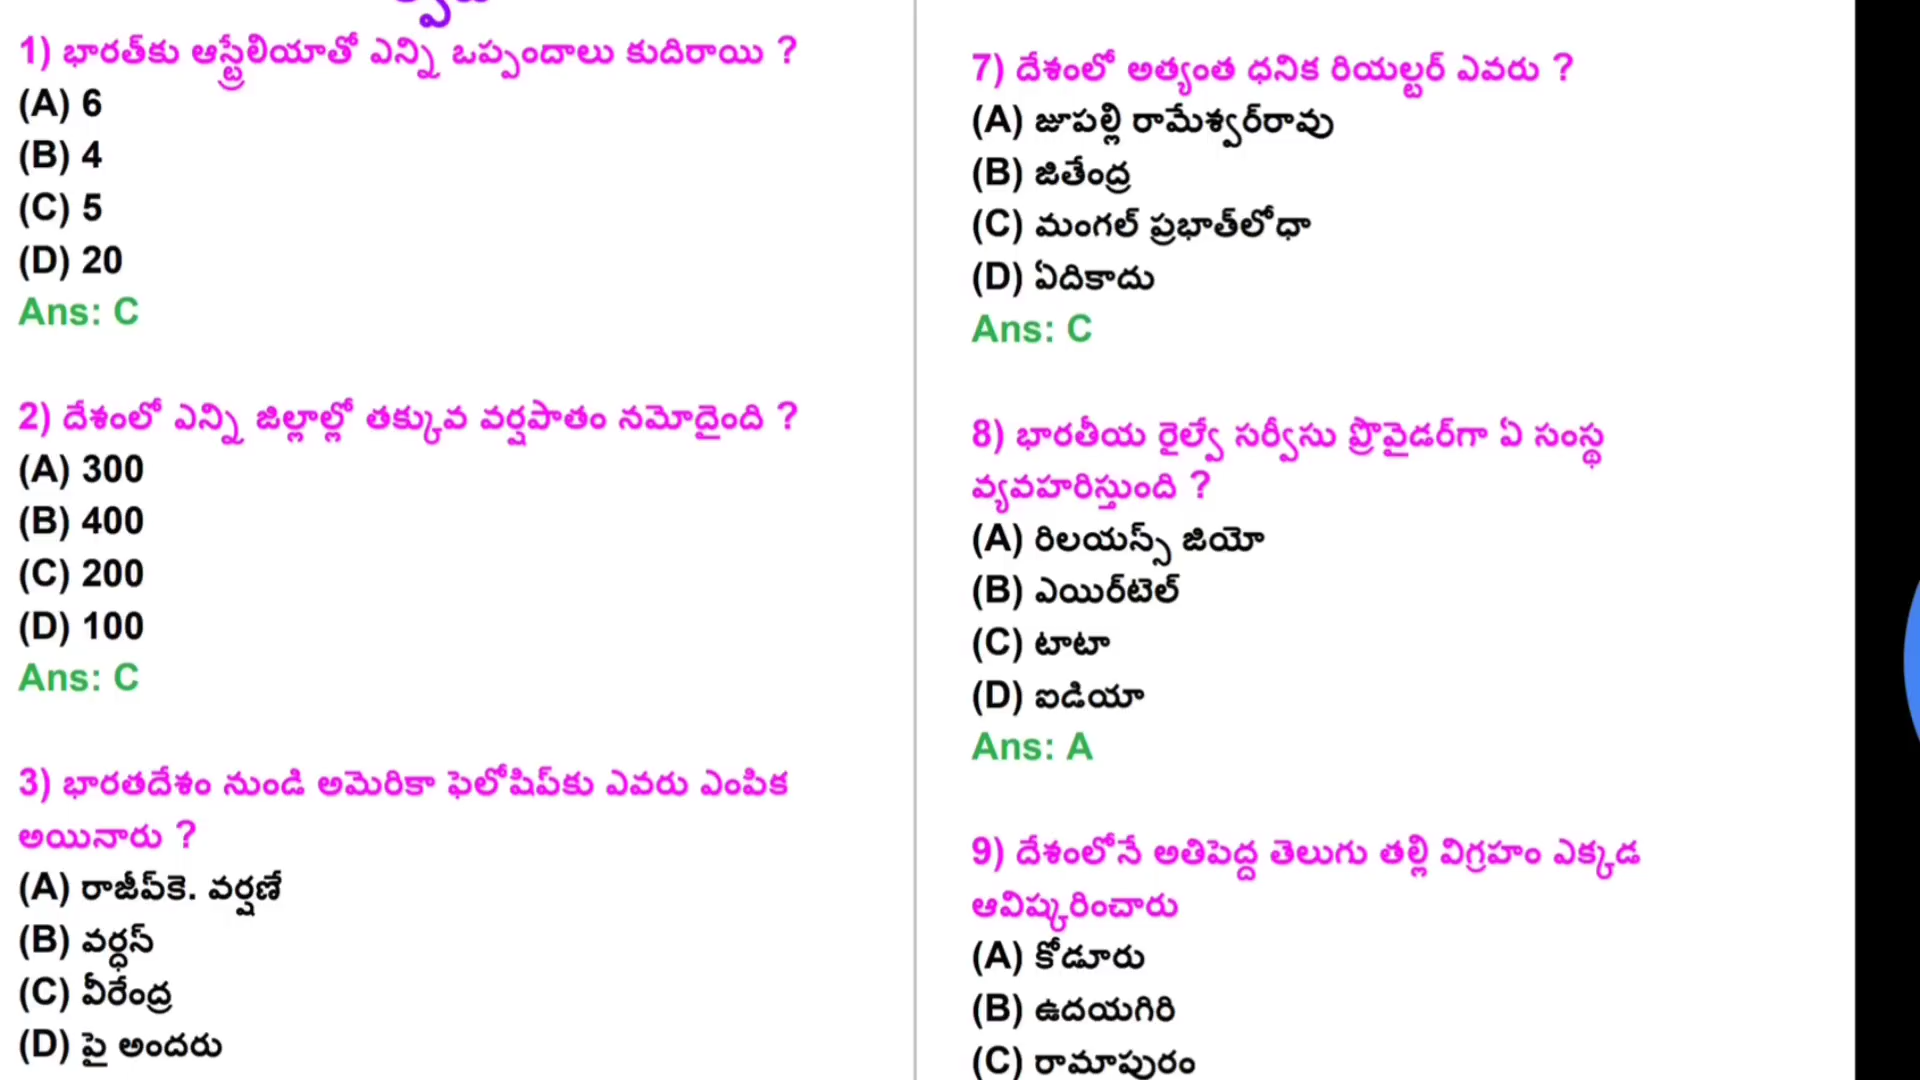 1) భారత్‌కు ఆస్ట్రేలియాతో ఎన్ని ఒప్పందాలు కుదిరాయి ?
(A) 6
(B) 4
(C) 5
(D) 20
Ans: C
2) దేశంలో ఎన్ని జిల్లాల్లో తక్కువ వర్షపాతం నమోదైంది ?
(A) 300
(B) 400
(C) 200
(D) 100
Ans: C
3) భారతదేశం నుండి అమెరికా ఫెలోషిప్‌కు ఎవరు ఎంపిక
అయినారు ?
(A) రాజీప్‌కె. వర్షణే
(B) వర్ధస్
(C) వీరేంద్ర
(D) పై అందరు
7) దేశంలో అత్యంత ధనిక రియల్టర్ ఎవరు ?
(A) జూపల్లి రామేశ్వర్‌రావు
(B) జితేంద్ర
(C) మంగల్ ప్రభాత్‌లోధా
(D) ఏదికాదు
Ans: C
8) భారతీయ రైల్వే సర్వీసు ప్రొవైడర్‌గా ఏ సంస్థ
వ్యవహరిస్తుంది ?
(A) రిలయస్స్ జియో
(B) ఎయిర్‌టెల్
(C) టాటా
(D) ఐడియా
Ans: A
9) దేశంలోనే అతిపెద్ద తెలుగు తల్లి విగ్రహం ఎక్కడ
ఆవిష్కరించారు
(A) కోడూరు
(B) ఉదయగిరి
(C) రామాపురం